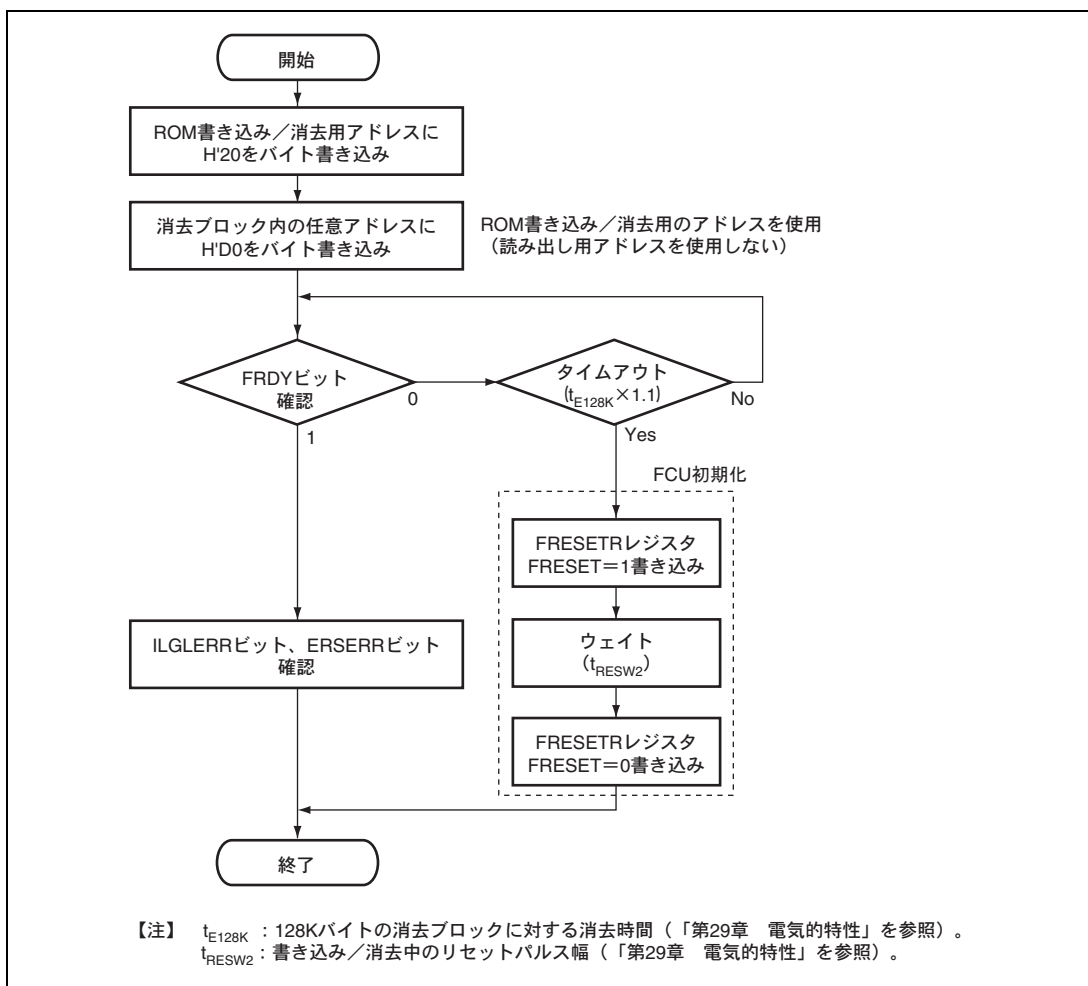 開始
ROM書き込み／消去用アドレスに
H'20をバイト書き込み
消去ブロック内の任意アドレスに
H'D0をバイト書き込み
ROM書き込み／消去用のアドレスを使用
（読み出し用アドレスを使用しない）
FRDYビット
確認
0
1
タイムアウト
(tE128K×1.1)
No
Yes
FCU初期化
FRESETRレジスタ
FRESET＝1書き込み
ウェイト
（tRESW2）
FRESETRレジスタ
FRESET＝0書き込み
ILGLERRビット、ERSERRビット
確認
終了
【注】 tE128K ：128Kバイトの消去ブロックに対する消去時間（「第29章 電気的特性」を参照）。
tRESW2：書き込み／消去中のリセットパルス幅（「第29章 電気的特性」を参照）。